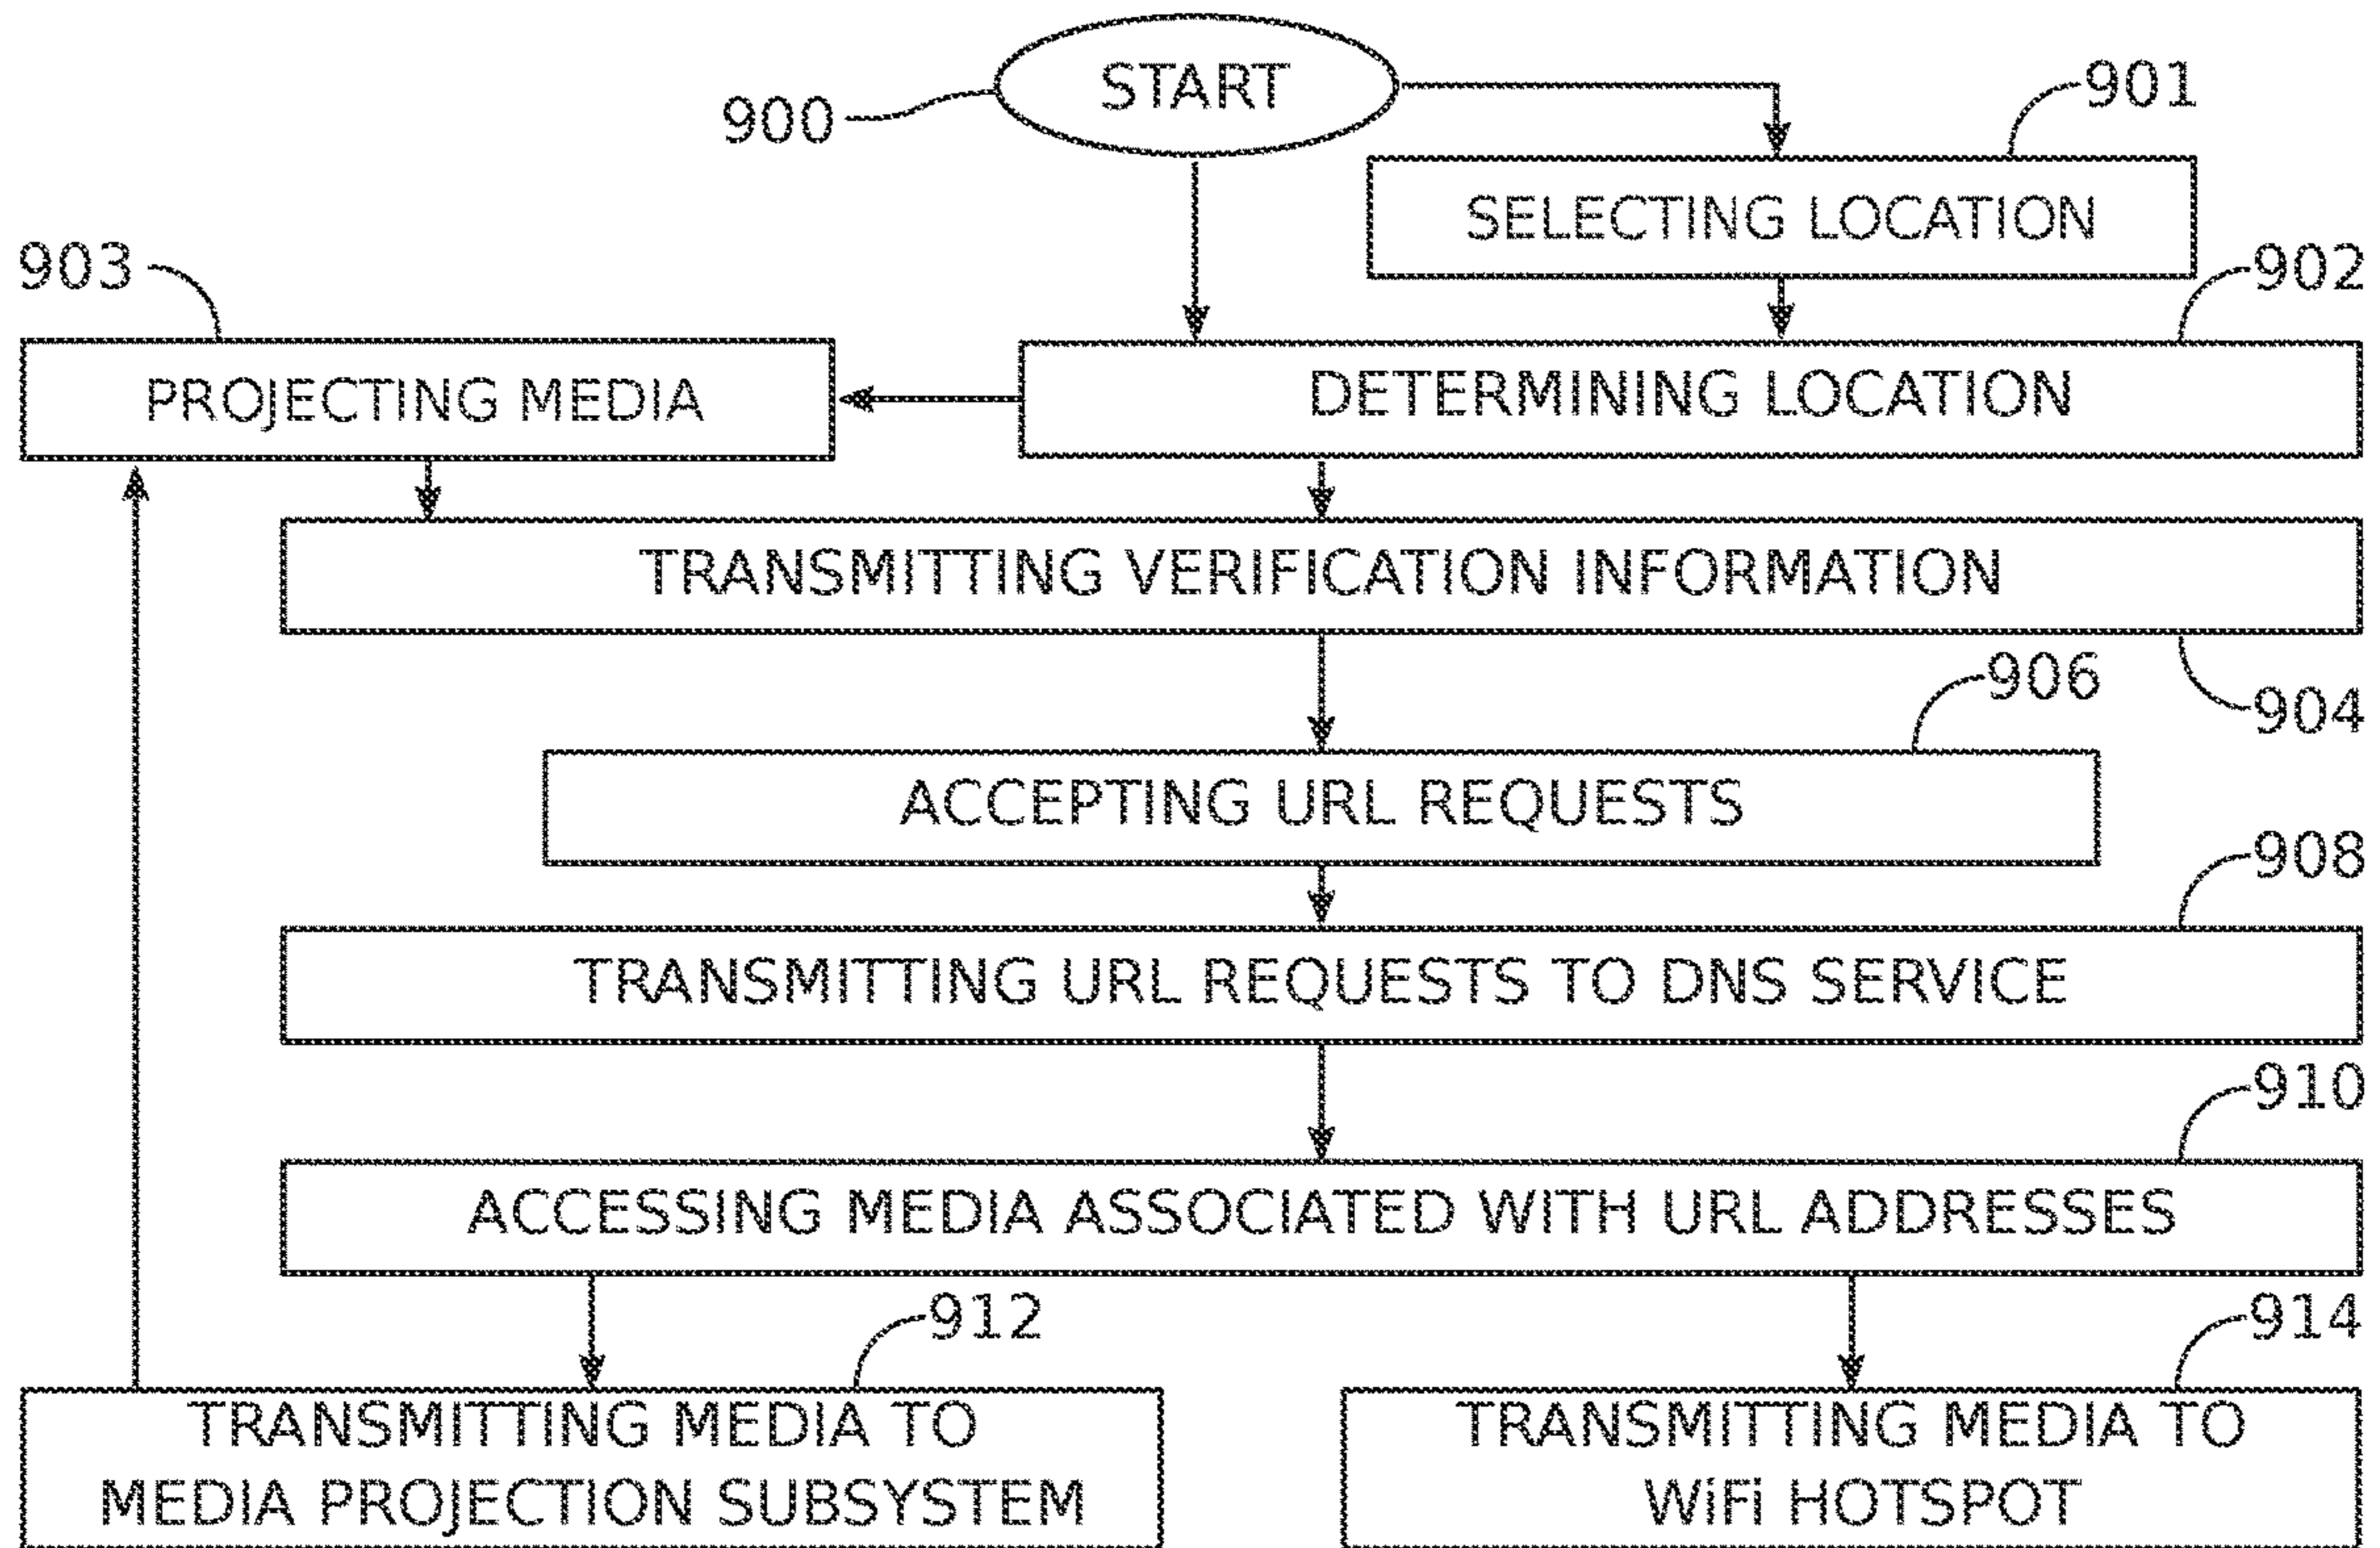 START
900
901
SELECTING LOCATION
903
902
PROJECTING MEDIA
DETERMINING LOCATION
TRANSMITTING VERIFICATION INFORMATION
906
904
ACCEPTING URL REQUESTS
908
TRANSMITTING URL REQUESTS TO DNS SERVICE
910
ACCESSING MEDIA ASSOCIATED WITH URL ADDRESSES
912
914
TRANSMITTING MEDIA TO
MEDIA PROJECTION SUBSYSTEM
TRANSMITTING MEDIA TO
WiFi HOTSPOT